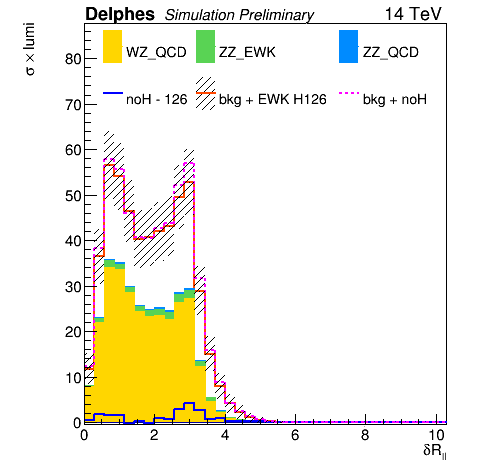 Delphes Simulation Preliminary 14 TeV
σ × lumi
WZ_QCD ZZ_EWK ZZ_QCD
noH - 126 bkg + EWK H126 bkg + noH
80
70
60
50
40
30
20
10
0
0 2 4 6 8 10
δR||